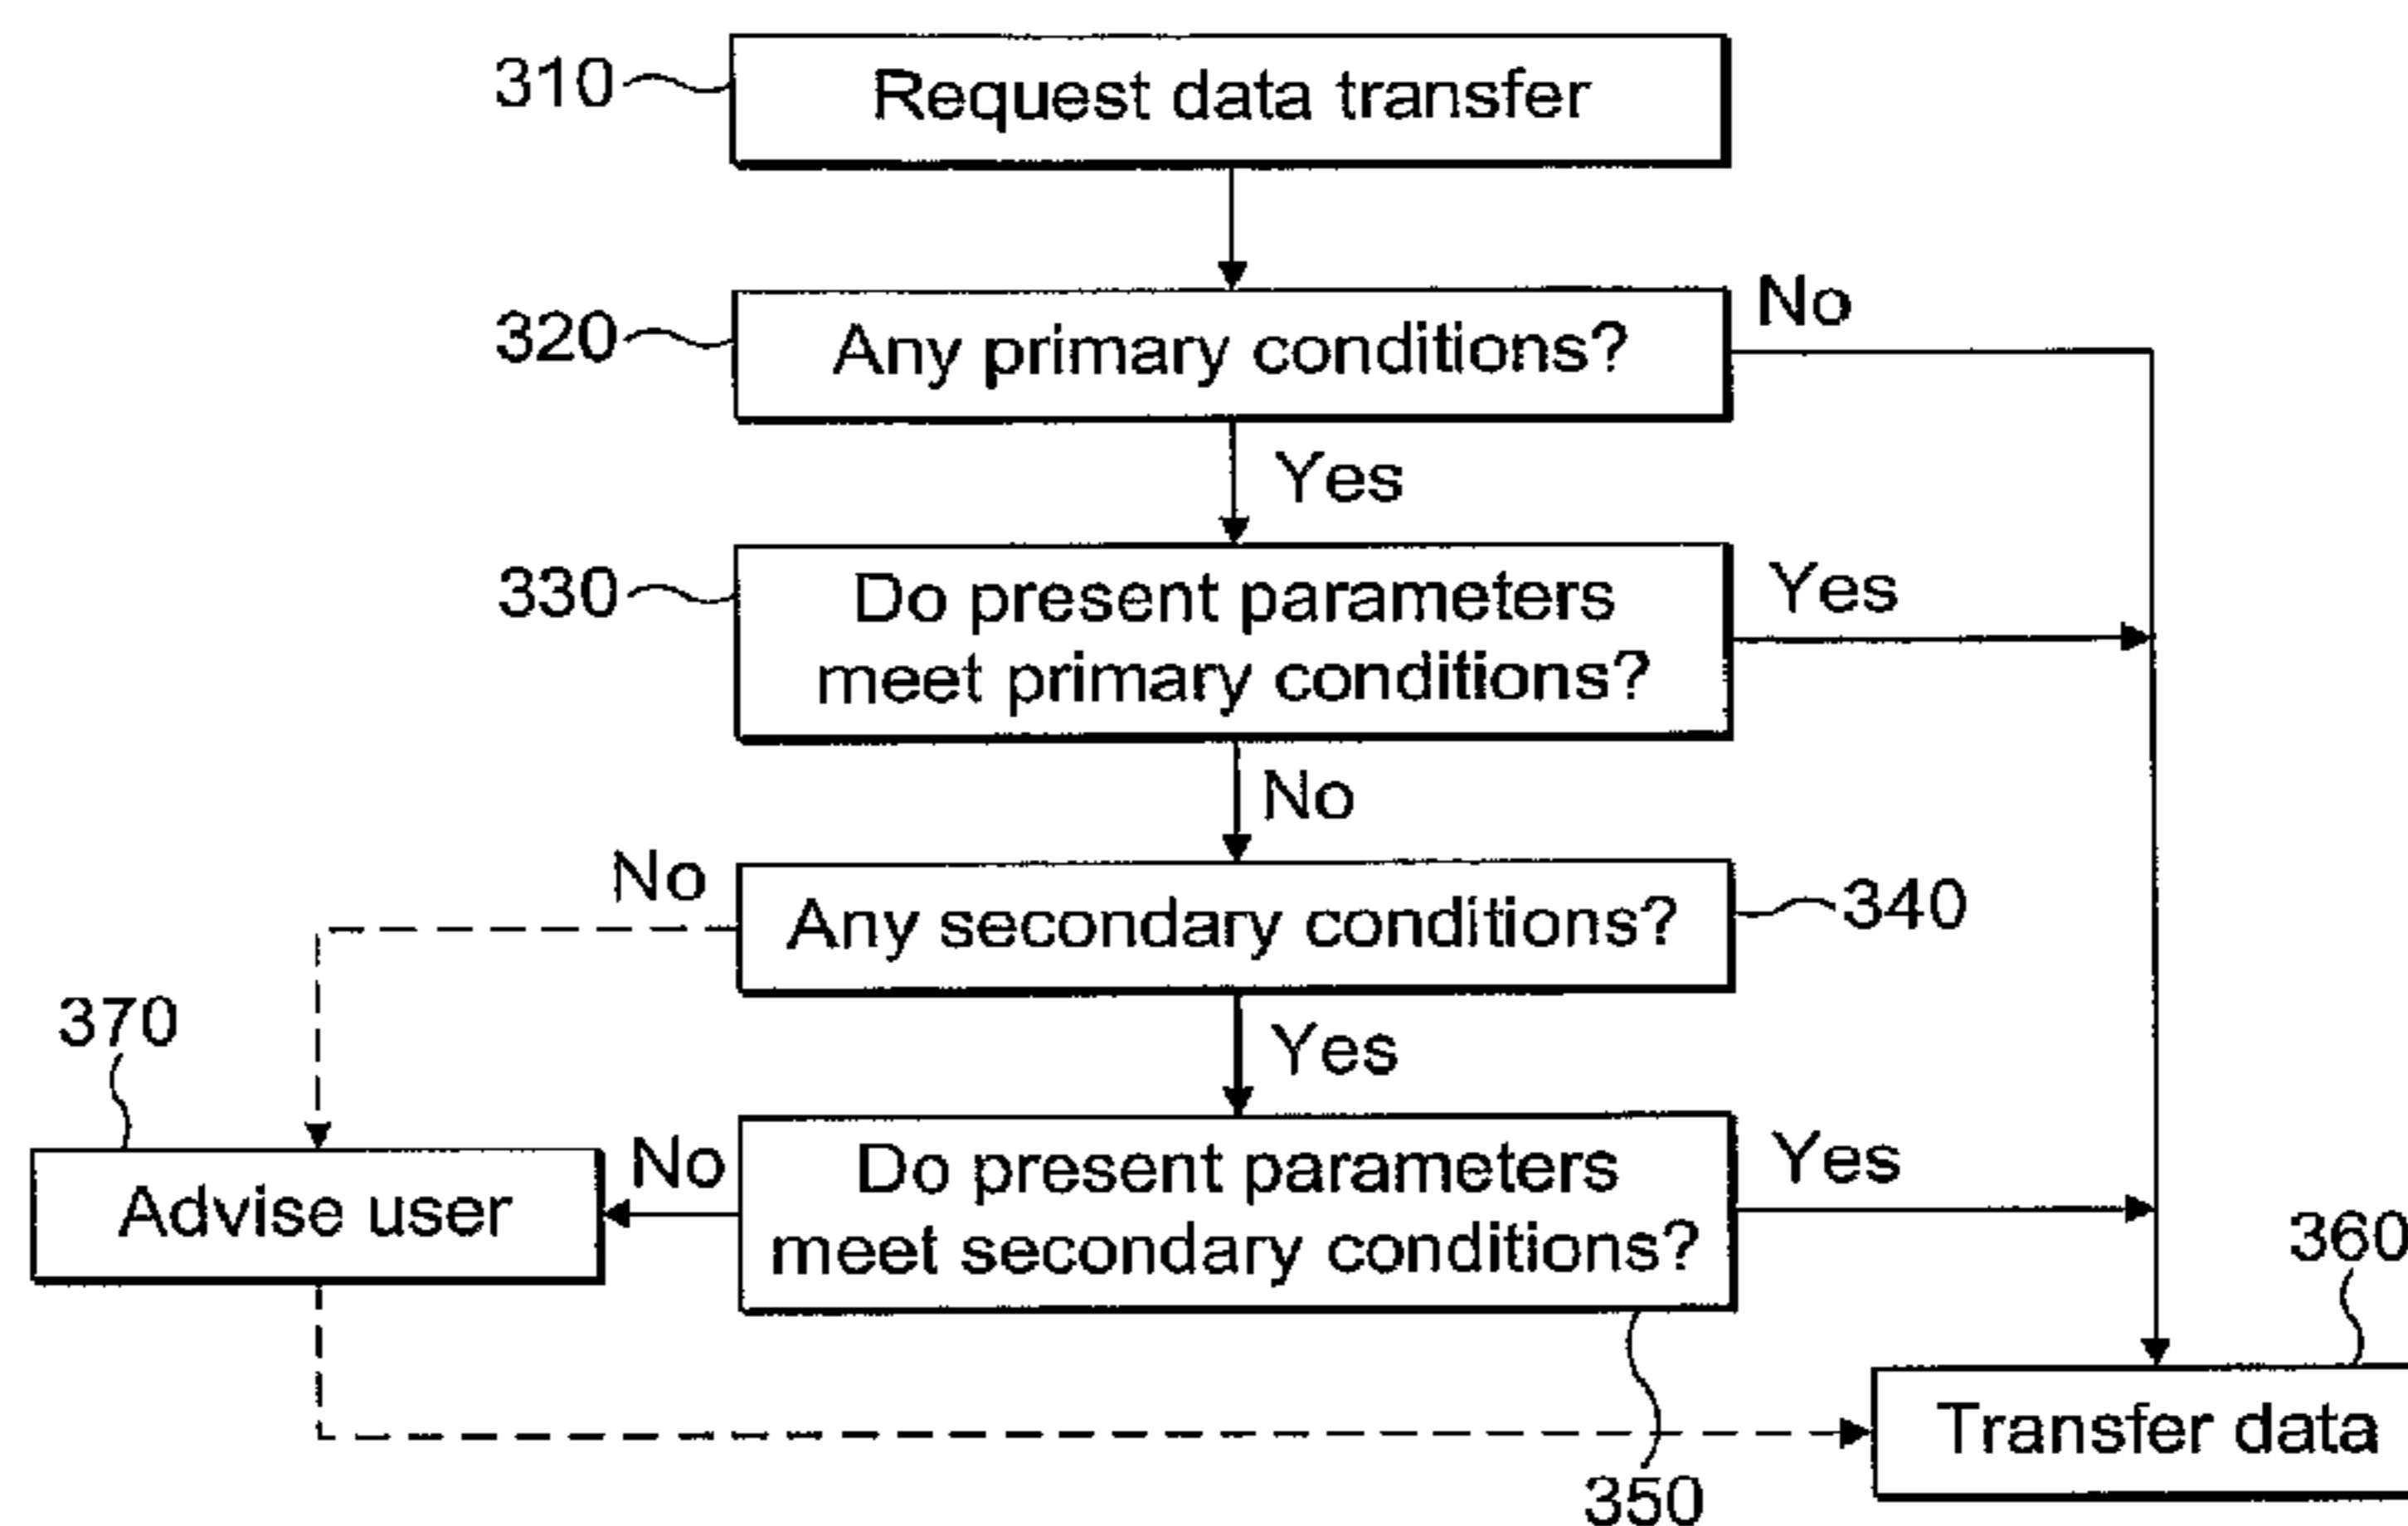 310
Request data transfer
320
Any primary conditions?
No
Yes
330
Do present parameters
meet primary conditions?
Yes
No
No
Any secondary conditions?
340
370
Yes
Advise user
No
Do present parameters
meet secondary conditions?
Yes
360
Transfer data
350